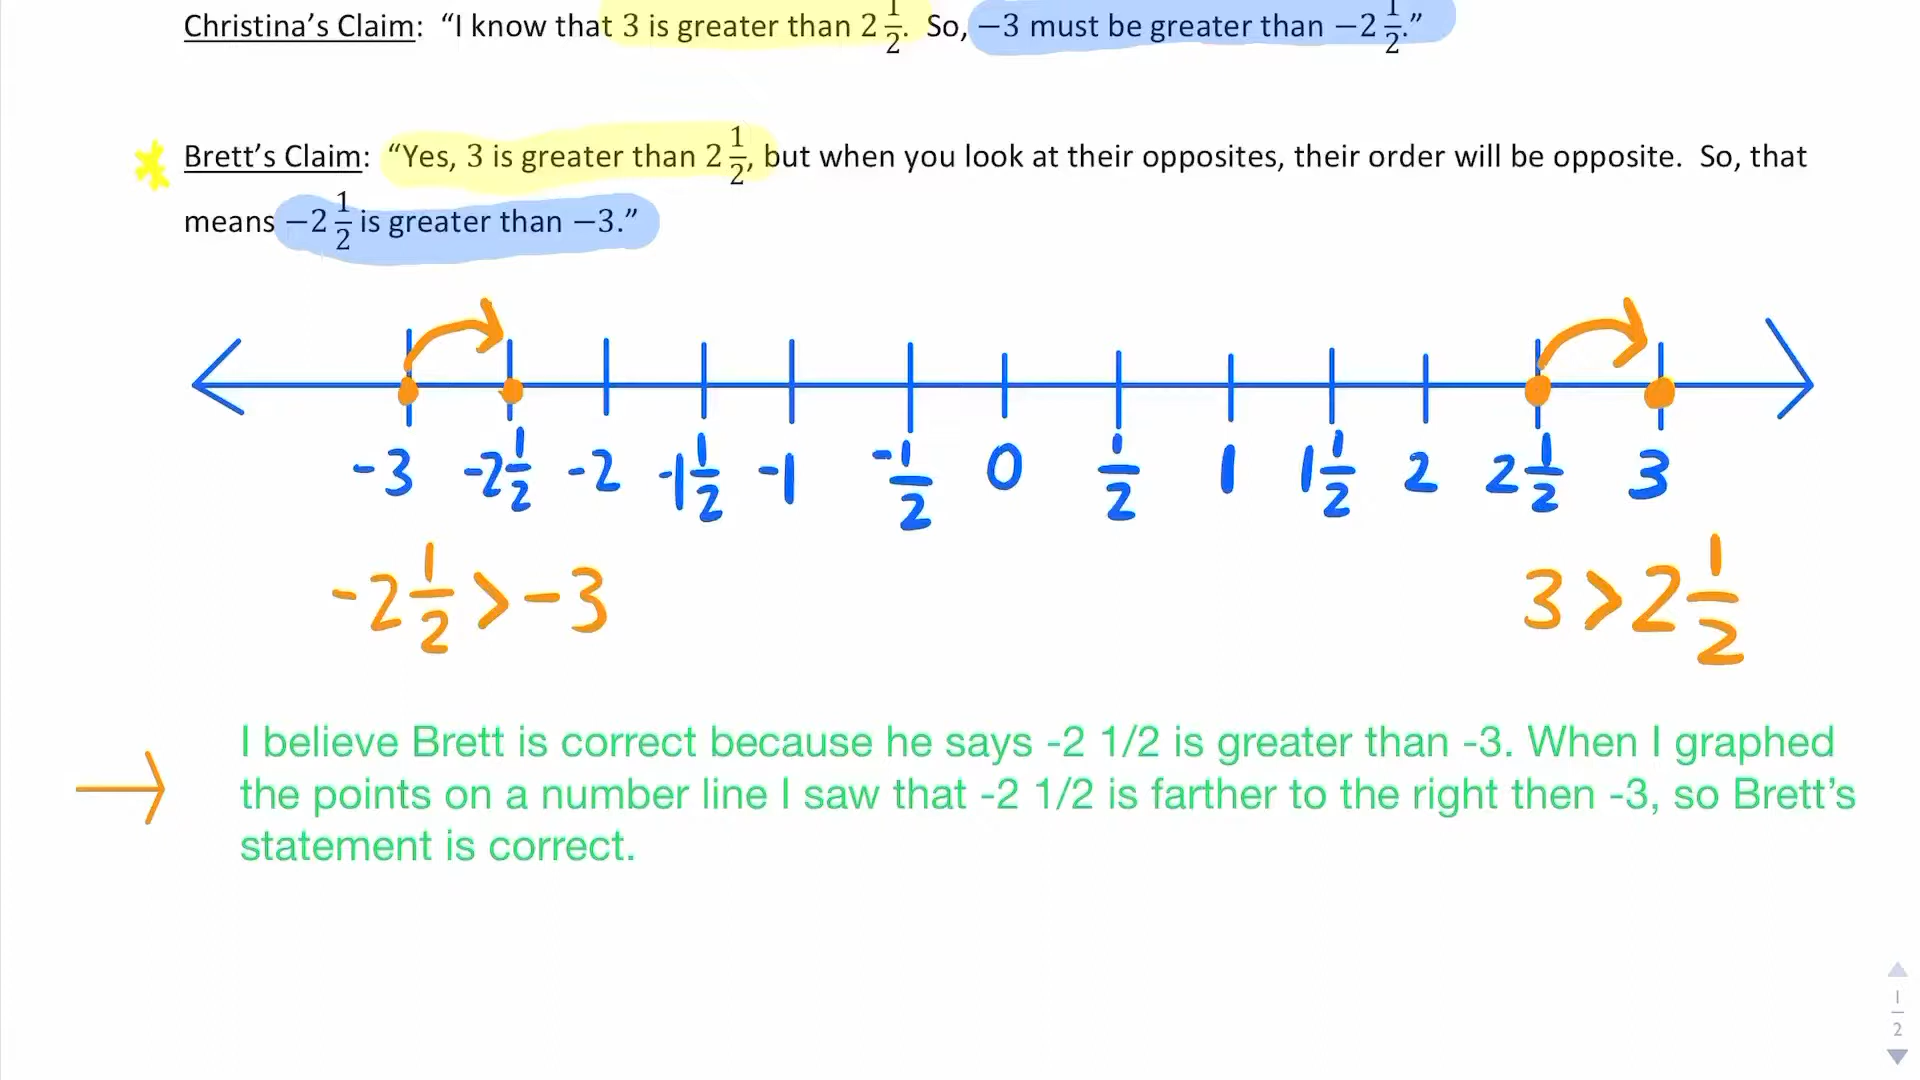 Christina's Claim: “I know that 3 is greater than 2 1/2. So, −3 must be greater than −2 1/2.”
Brett's Claim: “Yes, 3 is greater than 2 1/2, but when you look at their opposites, their order will be opposite. So, that
means −2 1/2 is greater than −3.”
-3 -2 1/2 -2 -1 1/2 -1 -1/2 0 1/2 1 1 1/2 2 2 1/2 3
-2 1/2 > -3 3 > 2 1/2
I believe Brett is correct because he says -2 1/2 is greater than -3. When I graphed
the points on a number line I saw that -2 1/2 is farther to the right then -3, so Brett’s
statement is correct.
1
2